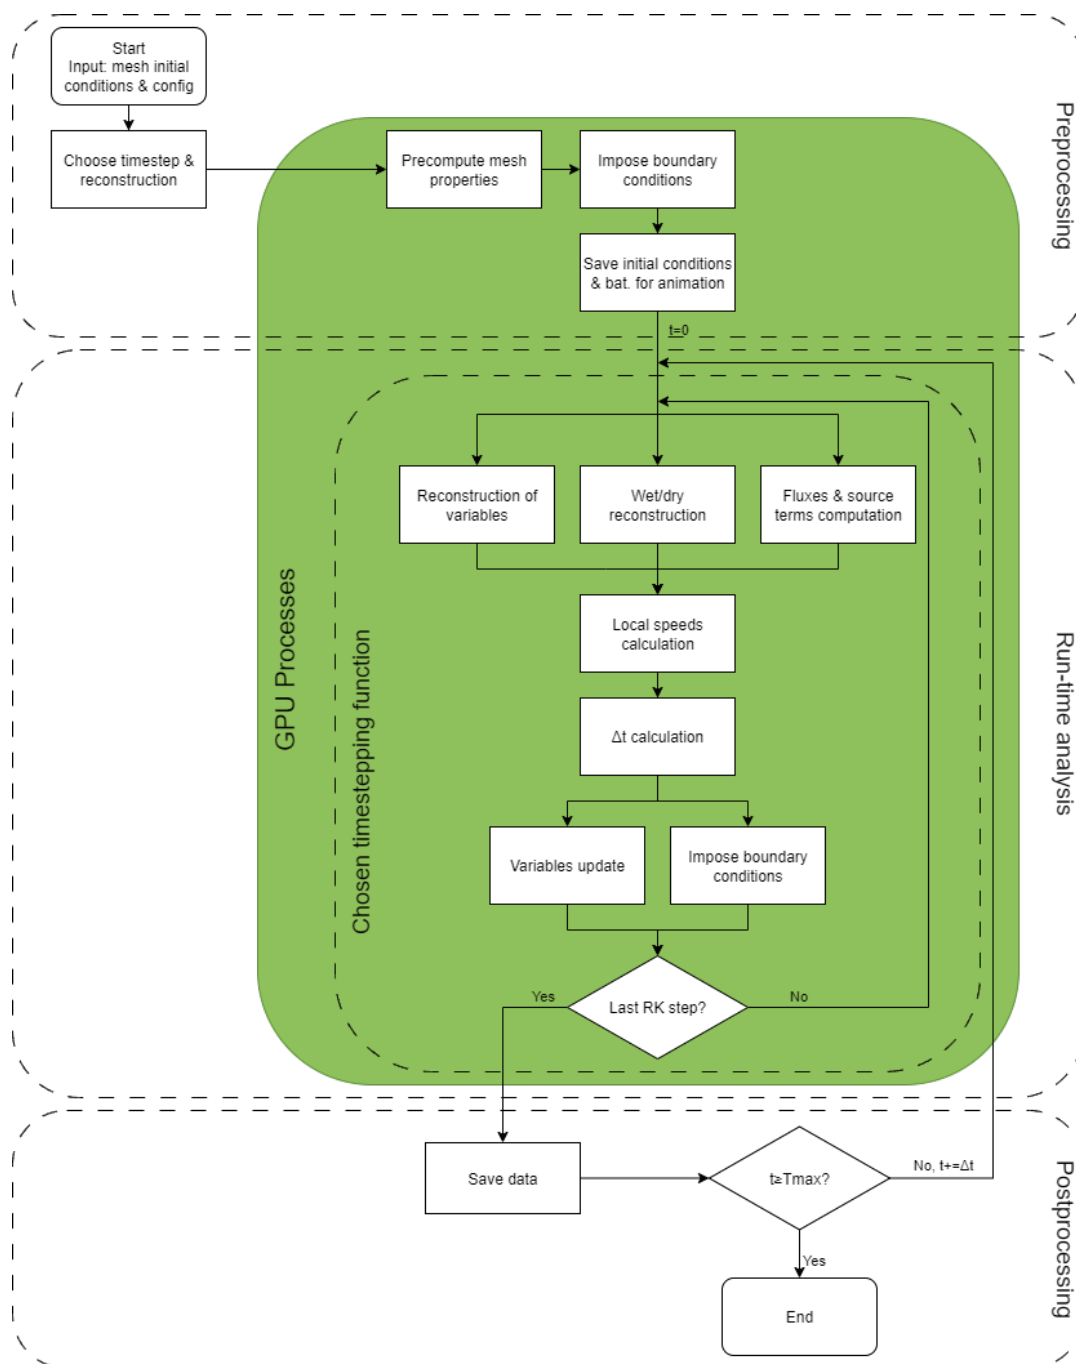 Start
Input: mesh initial
conditions & config
Choose timestep &
reconstruction
Precompute mesh
properties
Impose boundary
conditions
Save initial conditions
& bat. for animation
t=0
Preprocessing
Reconstruction of
variables
Wet/dry
reconstruction
Fluxes & source
terms computation
Local speeds
calculation
Δt calculation
Variables update
Impose boundary
conditions
Last RK step?
Yes
No
GPU Processes
Chosen timestepping function
Run-time analysis
Save data
t≥Tmax?
No, t+=Δt
Yes
End
Postprocessing